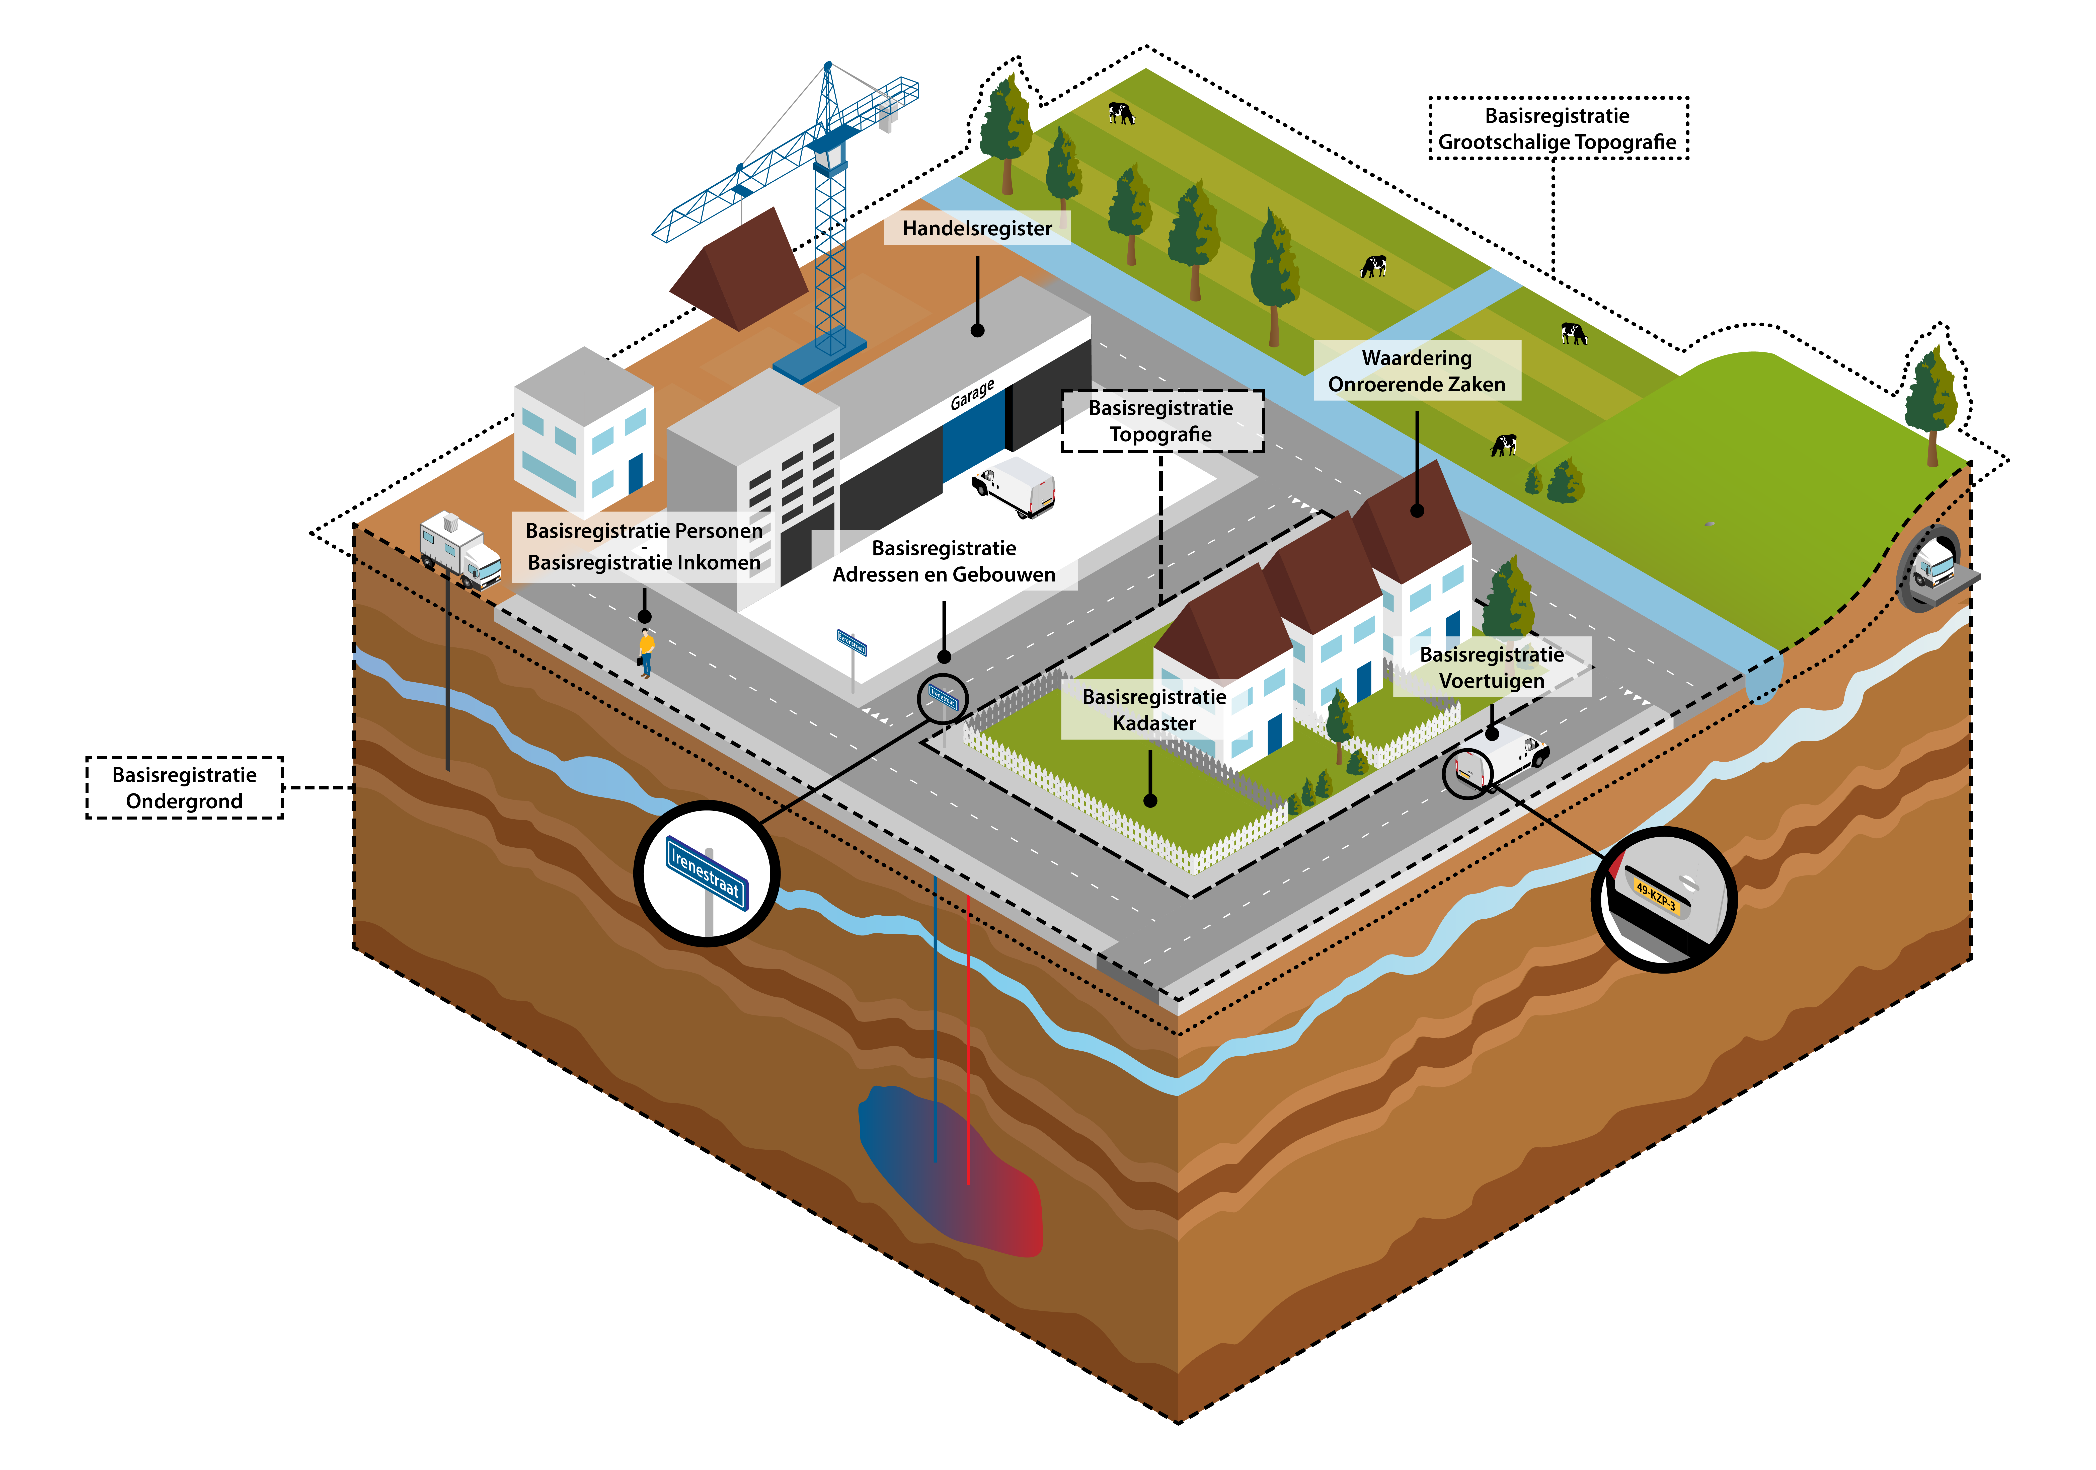 Basisregistratie
Grootschalige Topografie
Handelsregister
Waardering
Onroerende Zaken
Garage
Basisregistratie
Topografie
Basisregistratie Personen
-
Basisregistratie Inkomen
Basisregistratie
Adressen en Gebouwen
Basisregistratie
Voertuigen
Basisregistratie
Kadaster
Basisregistratie
Ondergrond
Irenestraat
49-KZP-3